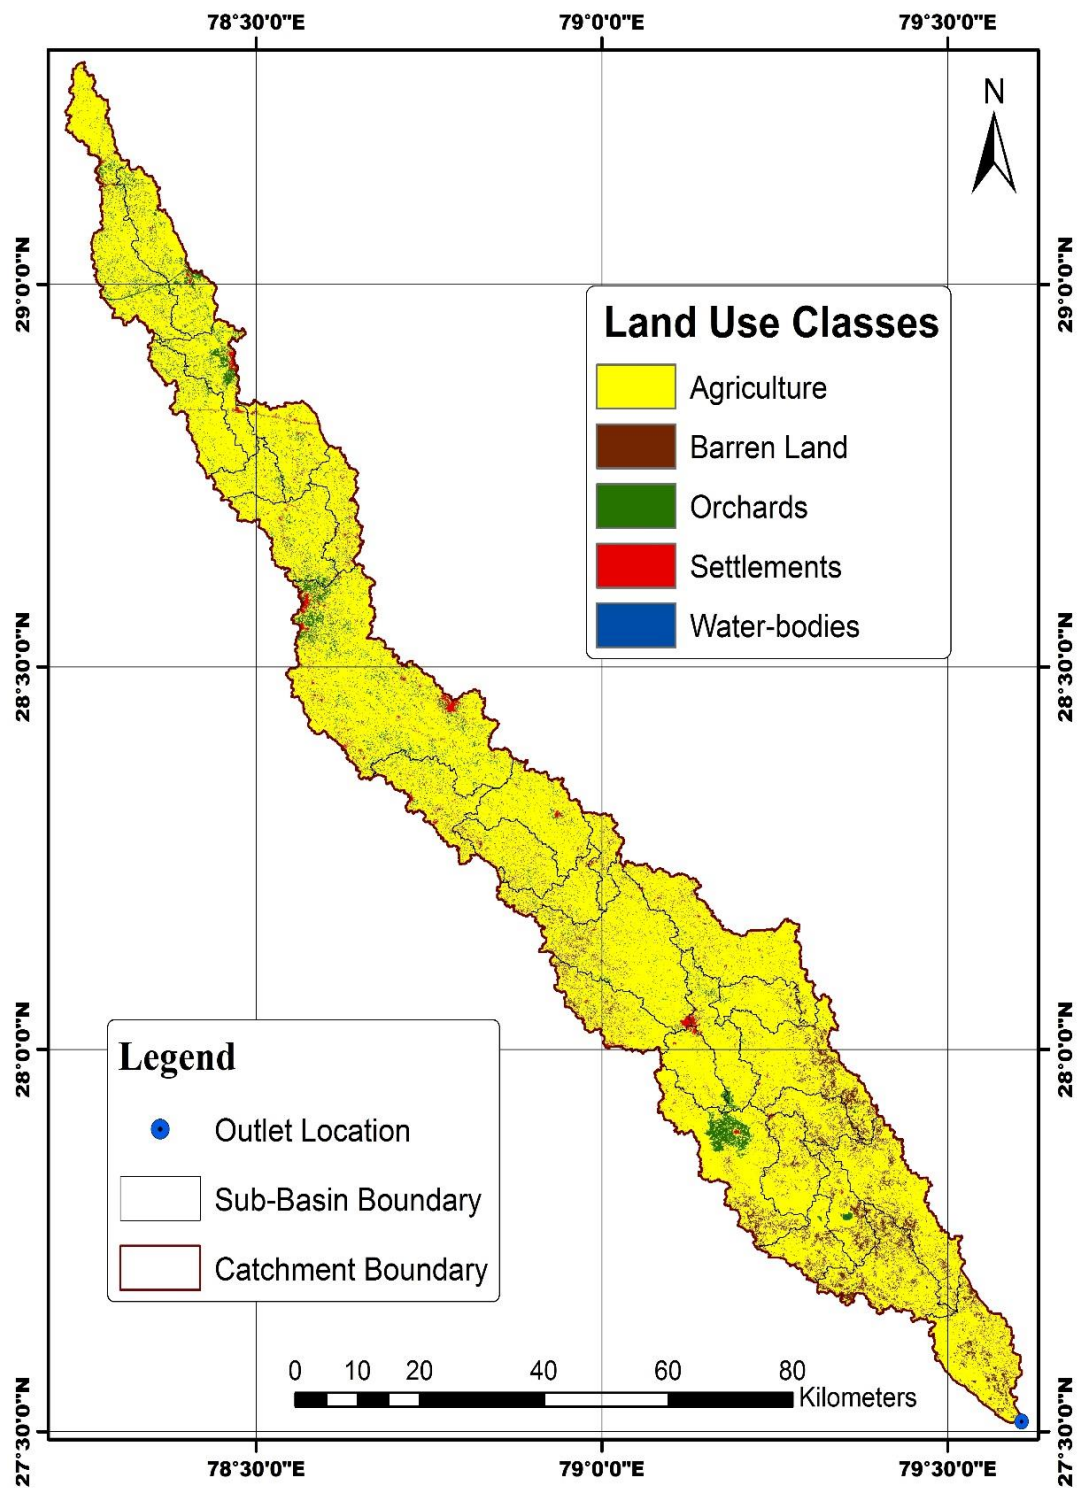 78°30'0"E 79°0'0"E 79°30'0"E
N
29°0'0"N 29°0'0"N
Land Use Classes
Agriculture
Barren Land
Orchards
Settlements
Water-bodies
28°30'0"N 28°30'0"N
28°0'0"N 28°0'0"N
Legend
Outlet Location
Sub-Basin Boundary
Catchment Boundary
0 10 20 40 60 80
Kilometers
27°30'0"N 27°30'0"N
78°30'0"E 79°0'0"E 79°30'0"E